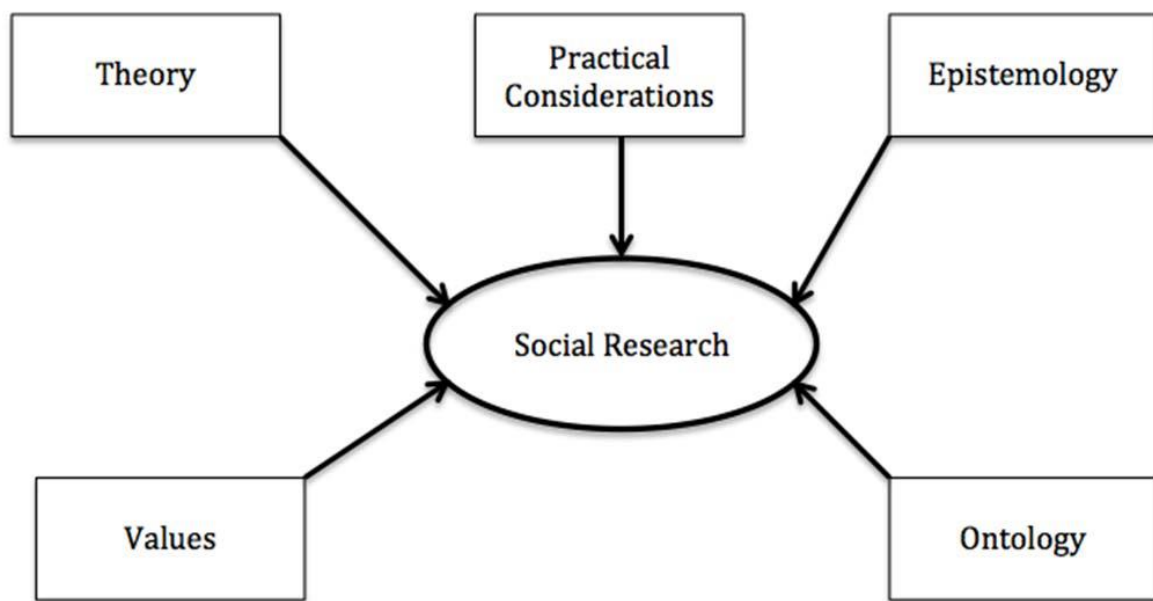 Theory
Practical
Considerations
Epistemology
Social Research
Values
Ontology